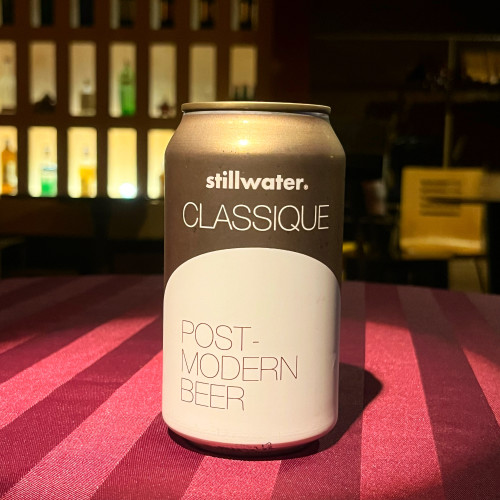 stillwater.
CLASSIQUE
POST-
MODERN
BEER